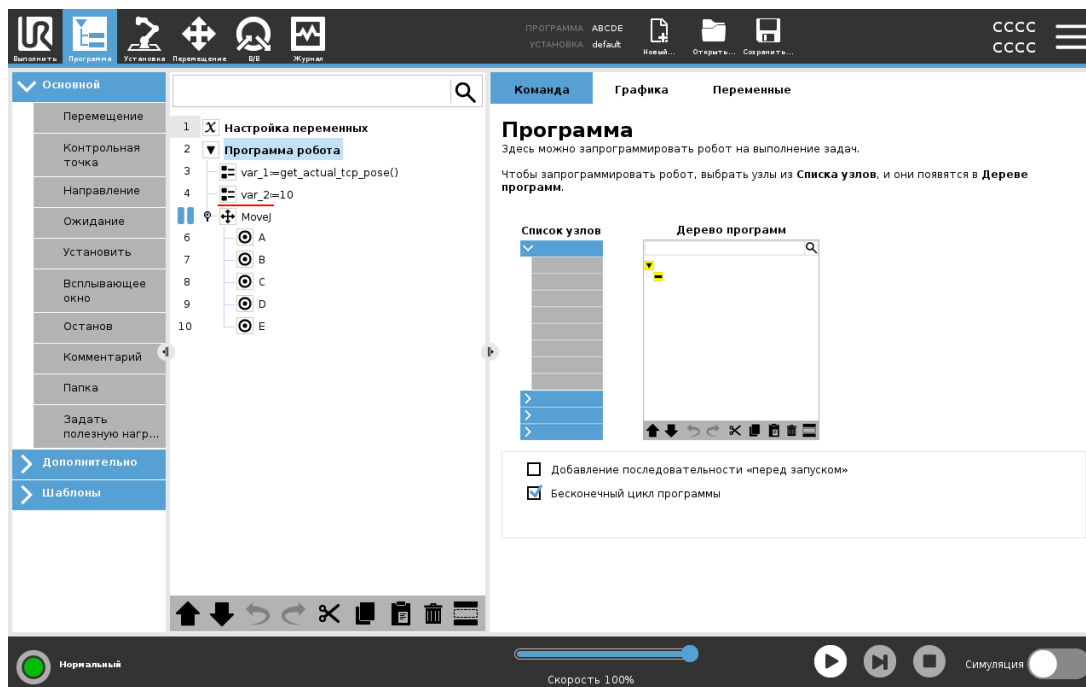 ПРОГРАММА ABCDE
УСТАНОВКА default
CCCC
CCCC
Выполнить Программа Установка Перемещение В/В Журнал
Новый... Открыть... Сохранить...
Основной
Перемещение
Контрольная
точка
Направление
Ожидание
Установить
Всплывающее
окно
Останов
Комментарий
Папка
Задать
полезную нагр...
Дополнительно
Шаблоны
1 X Настройка переменных
2 Программа робота
3 var_1:=get_actual_tcp_pose()
4 var_2:=10
MoveJ
6 A
7 B
8 C
9 D
10 E
Команда Графика Переменные
Программа
Здесь можно запрограммировать робот на выполнение задач.
Чтобы запрограммировать робот, выбрать узлы из Списка узлов, и они появятся в Дереве
программ.
Список узлов Дерево программ
Добавление последовательности «перед запуском»
Бесконечный цикл программы
Нормальный
Скорость 100%
Симуляция